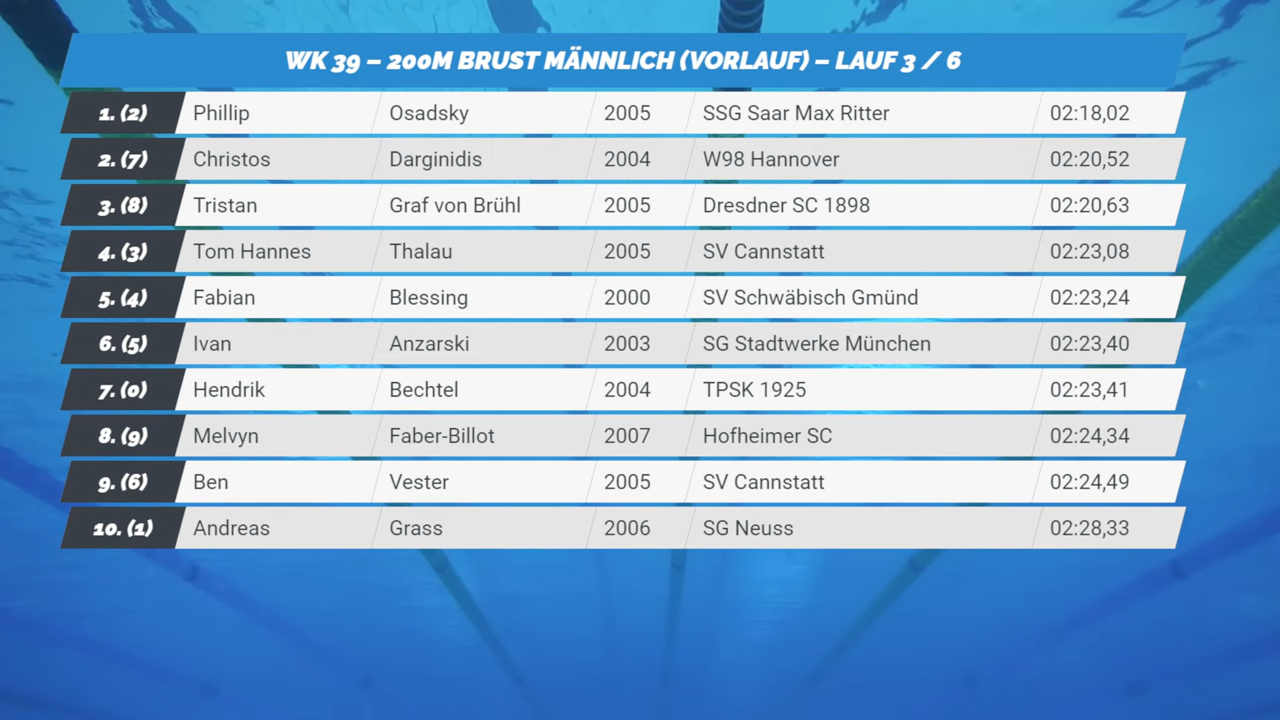 WK 39 – 200M BRUST MÄNNLICH (VORLAUF) – LAUF 3 / 6
1. (2) Phillip Osadsky 2005 SSG Saar Max Ritter 02:18,02
2. (7) Christos Darginidis 2004 W98 Hannover 02:20,52
3. (8) Tristan Graf von Brühl 2005 Dresdner SC 1898 02:20,63
4. (3) Tom Hannes Thalau 2005 SV Cannstatt 02:23,08
5. (4) Fabian Blessing 2000 SV Schwäbisch Gmünd 02:23,24
6. (5) Ivan Anzarski 2003 SG Stadtwerke München 02:23,40
7. (0) Hendrik Bechtel 2004 TPSK 1925 02:23,41
8. (9) Melvyn Faber-Billot 2007 Hofheimer SC 02:24,34
9. (6) Ben Vester 2005 SV Cannstatt 02:24,49
10. (1) Andreas Grass 2006 SG Neuss 02:28,33